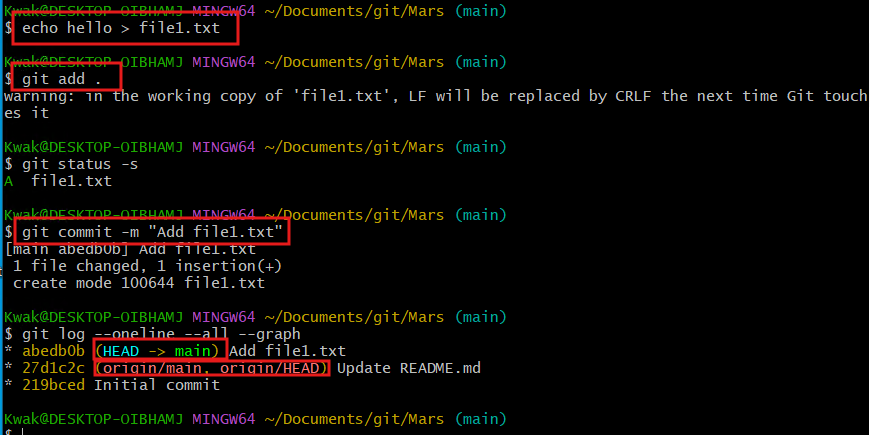 Kwak@DESKTOP-OIBHAMJ MINGW64 ~/Documents/git/Mars (main)
$ echo hello > file1.txt
Kwak@DESKTOP-OIBHAMJ MINGW64 ~/Documents/git/Mars (main)
$ git add .
warning: in the working copy of 'file1.txt', LF will be replaced by CRLF the next time Git touch
es it
Kwak@DESKTOP-OIBHAMJ MINGW64 ~/Documents/git/Mars (main)
$ git status -s
A  file1.txt
Kwak@DESKTOP-OIBHAMJ MINGW64 ~/Documents/git/Mars (main)
$ git commit -m "Add file1.txt"
[main abedb0b] Add file1.txt
 1 file changed, 1 insertion(+)
 create mode 100644 file1.txt
Kwak@DESKTOP-OIBHAMJ MINGW64 ~/Documents/git/Mars (main)
$ git log --oneline --all --graph
* abedb0b (HEAD -> main) Add file1.txt
* 27d1c2c (origin/main, origin/HEAD) Update README.md
* 219bced Initial commit
Kwak@DESKTOP-OIBHAMJ MINGW64 ~/Documents/git/Mars (main)
$